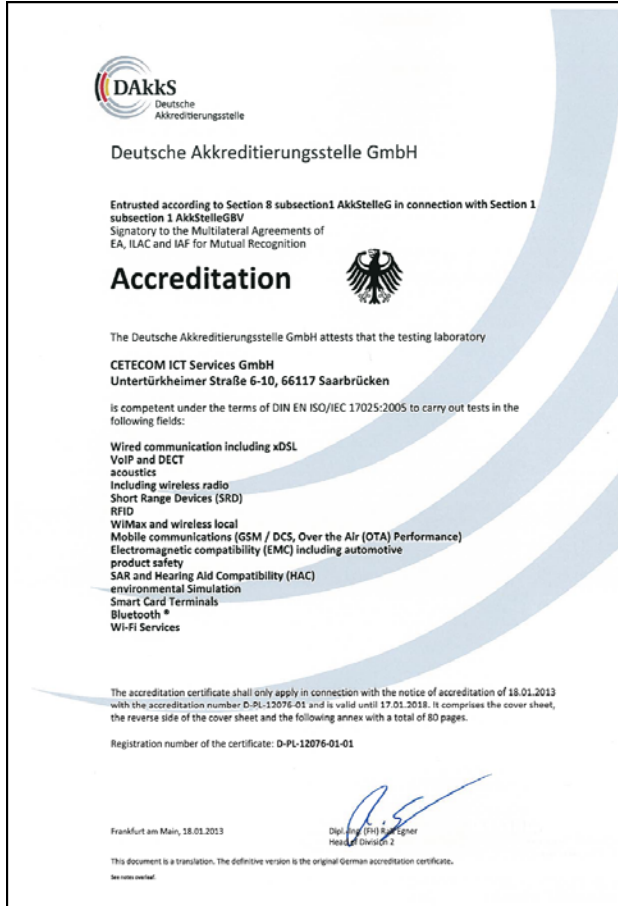 DAkkS
Deutsche
Akkreditierungsstelle
Deutsche Akkreditierungsstelle GmbH
Entrusted according to Section 8 subsection1 AkkStelleG in connection with Section 1
subsection 1 AkkStelleGBV
Signatory to the Multilateral Agreements of
EA, ILAC and IAF for Mutual Recognition
Accreditation
The Deutsche Akkreditierungsstelle GmbH attests that the testing laboratory
CETECOM ICT Services GmbH
Untertürkheimer Straße 6-10, 66117 Saarbrücken
is competent under the terms of DIN EN ISO/IEC 17025:2005 to carry out tests in the
following fields:
Wired communication including xDSL
VoIP and DECT
acoustics
Including wireless radio
Short Range Devices (SRD)
RFID
WiMax and wireless local
Mobile communications (GSM / DCS, Over the Air (OTA) Performance)
Electromagnetic compatibility (EMC) including automotive
product safety
SAR and Hearing Aid Compatibility (HAC)
environmental Simulation
Smart Card Terminals
Bluetooth ®
Wi-Fi Services
The accreditation certificate shall only apply in connection with the notice of accreditation of 18.01.2013
with the accreditation number D-PL-12076-01 and is valid until 17.01.2018. It comprises the cover sheet,
the reverse side of the cover sheet and the following annex with a total of 80 pages.
Registration number of the certificate: D-PL-12076-01-01
Frankfurt am Main, 18.01.2013
Dipl.-Ing. (FH) Ralf Egner
Head of Division 2
This document is a translation. The definitive version is the original German accreditation certificate.
See notes overleaf.